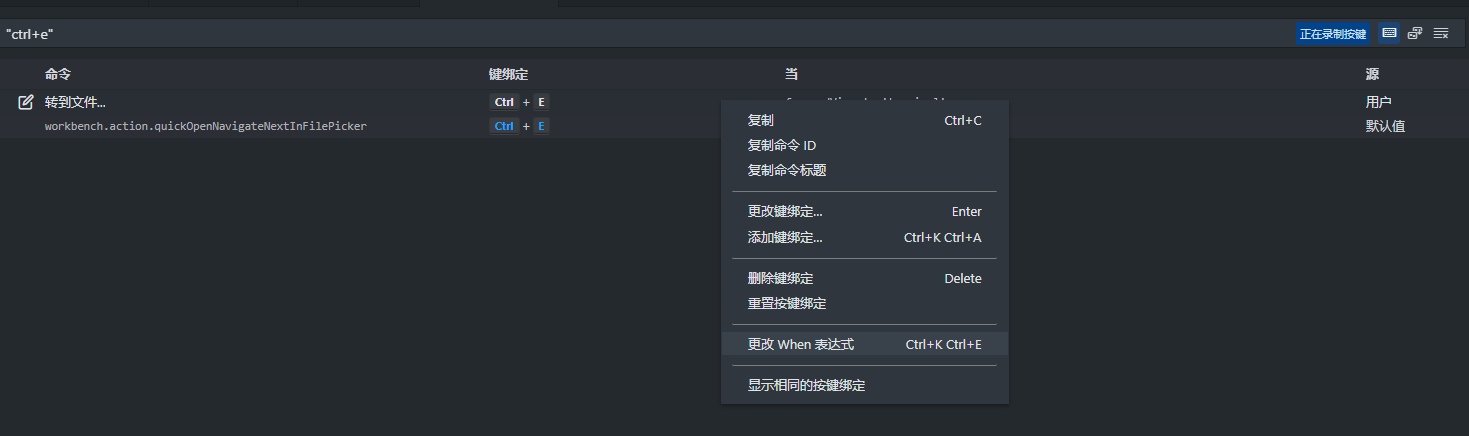 "ctrl+e" 正在录制按键
命令 键绑定 当 源
转到文件... Ctrl + E 用户
workbench.action.quickOpenNavigateNextInFilePicker Ctrl + E 默认值
复制 Ctrl+C
复制命令 ID
复制命令标题
更改键绑定... Enter
添加键绑定... Ctrl+K Ctrl+A
删除键绑定 Delete
重置按键绑定
更改 When 表达式 Ctrl+K Ctrl+E
显示相同的按键绑定